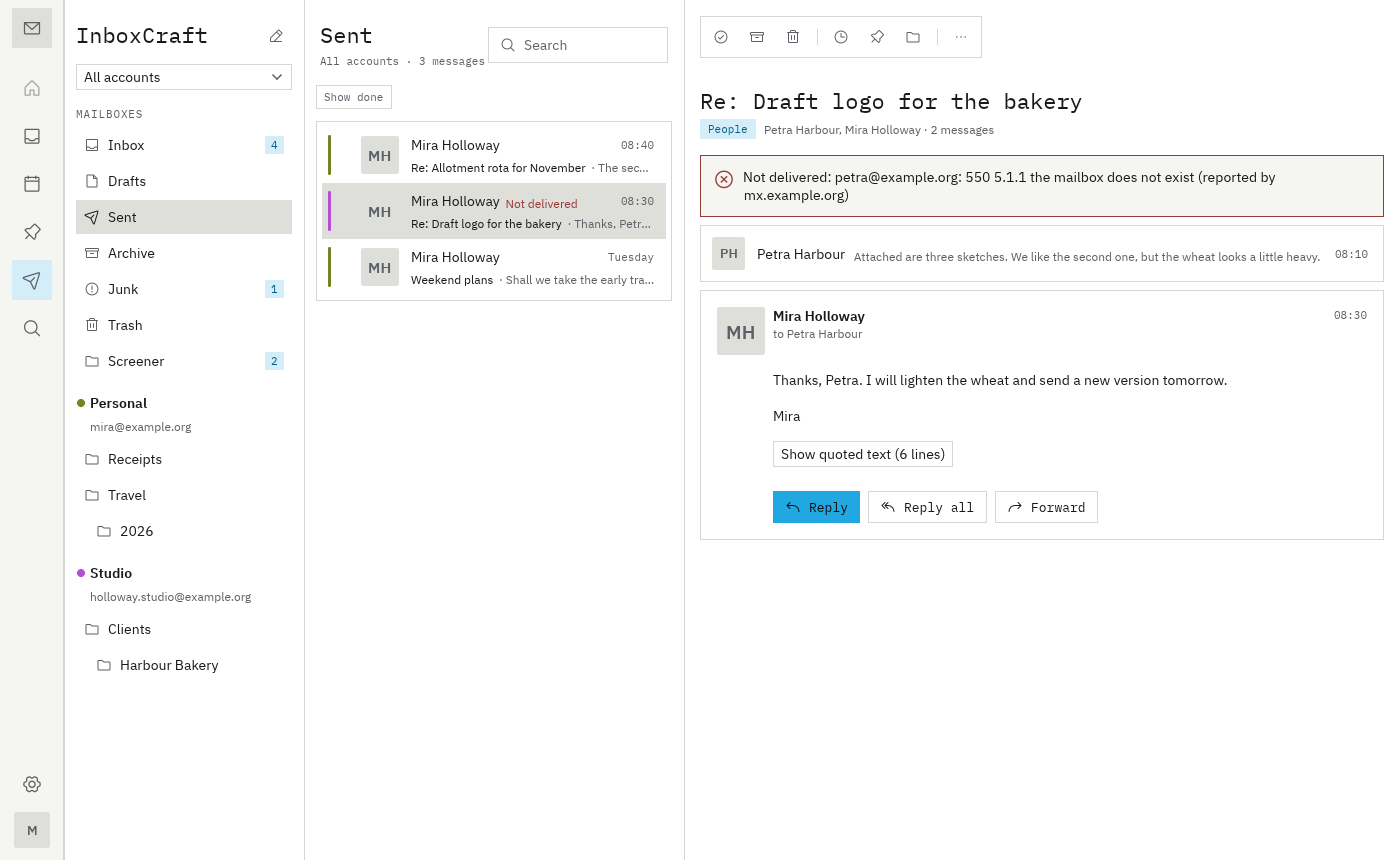 InboxCraft
All accounts
MAILBOXES
Inbox 4
Drafts
Sent
Archive
Junk 1
Trash
Screener 2
Personal
mira@example.org
Receipts
Travel
2026
Studio
holloway.studio@example.org
Clients
Harbour Bakery
M
Sent
All accounts · 3 messages
Search
Show done
MH Mira Holloway 08:40
Re: Allotment rota for November · The sec…
MH Mira Holloway Not delivered 08:30
Re: Draft logo for the bakery · Thanks, Petr…
MH Mira Holloway Tuesday
Weekend plans · Shall we take the early tra…
Re: Draft logo for the bakery
People Petra Harbour, Mira Holloway · 2 messages
Not delivered: petra@example.org: 550 5.1.1 the mailbox does not exist (reported by
mx.example.org)
PH Petra Harbour Attached are three sketches. We like the second one, but the wheat looks a little heavy. 08:10
MH Mira Holloway 08:30
to Petra Harbour
Thanks, Petra. I will lighten the wheat and send a new version tomorrow.
Mira
Show quoted text (6 lines)
Reply Reply all Forward